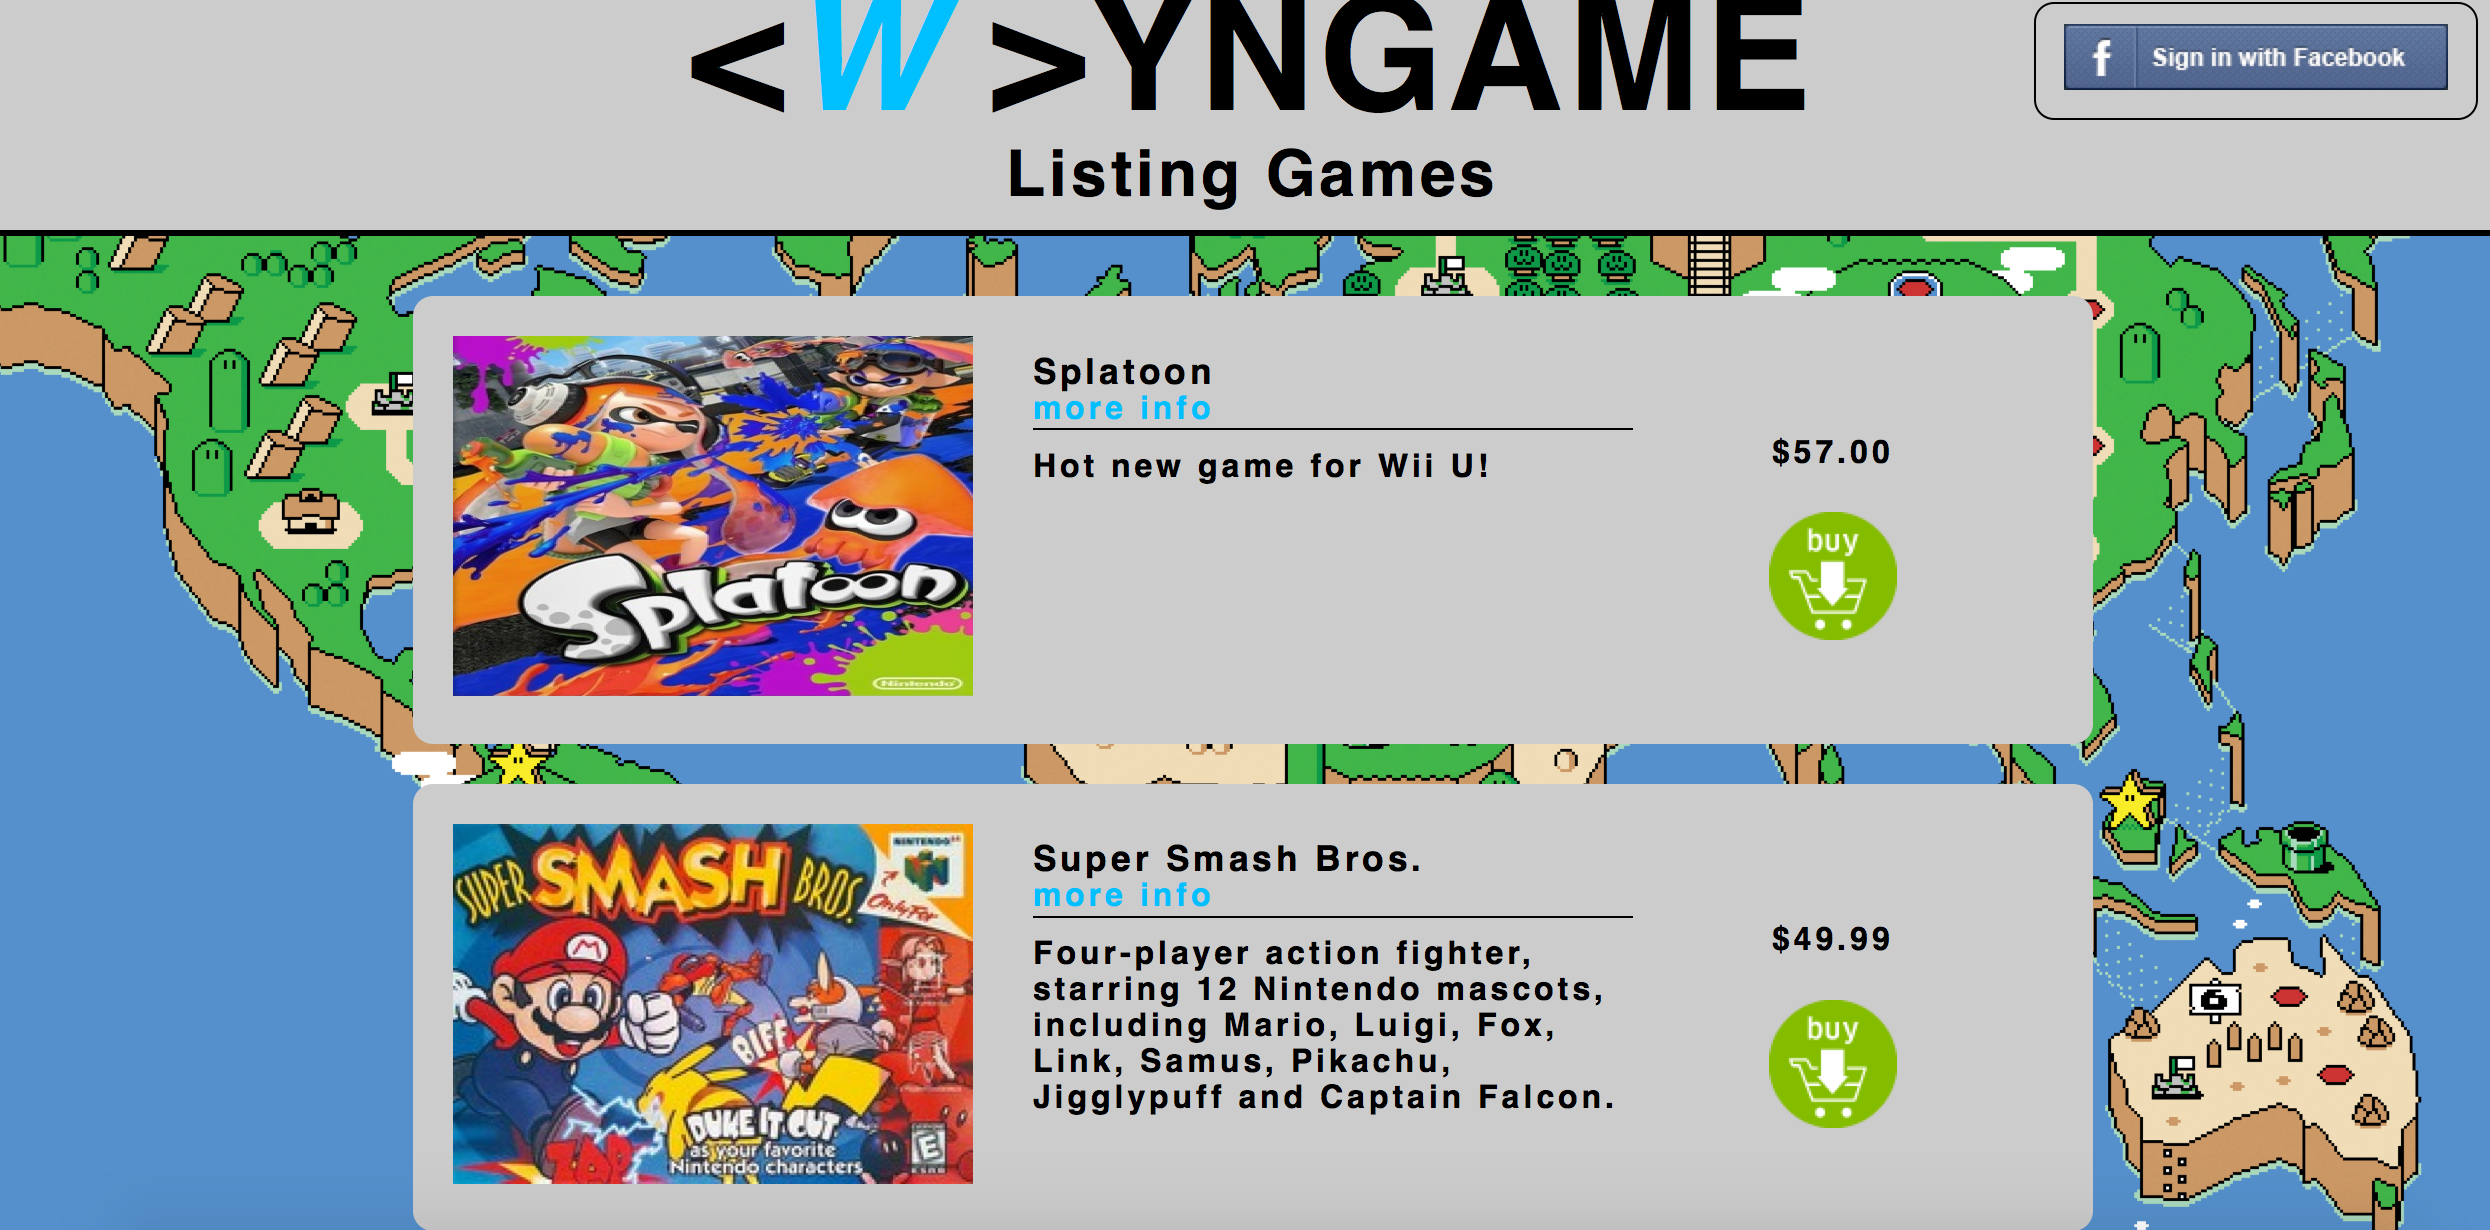 <W>YNGAME
f Sign in with Facebook
Listing Games
Splatoon
more info
Hot new game for Wii U!
$57.00
buy
Splatoon
Nintendo
Super Smash Bros.
more info
Four-player action fighter,
starring 12 Nintendo mascots,
including Mario, Luigi, Fox,
Link, Samus, Pikachu,
Jigglypuff and Captain Falcon.
$49.99
buy
SUPER SMASH BROS.
NINTENDO 64
Only For
BIFF
DUKE IT OUT
as your favorite
Nintendo characters
ZAP
E
6